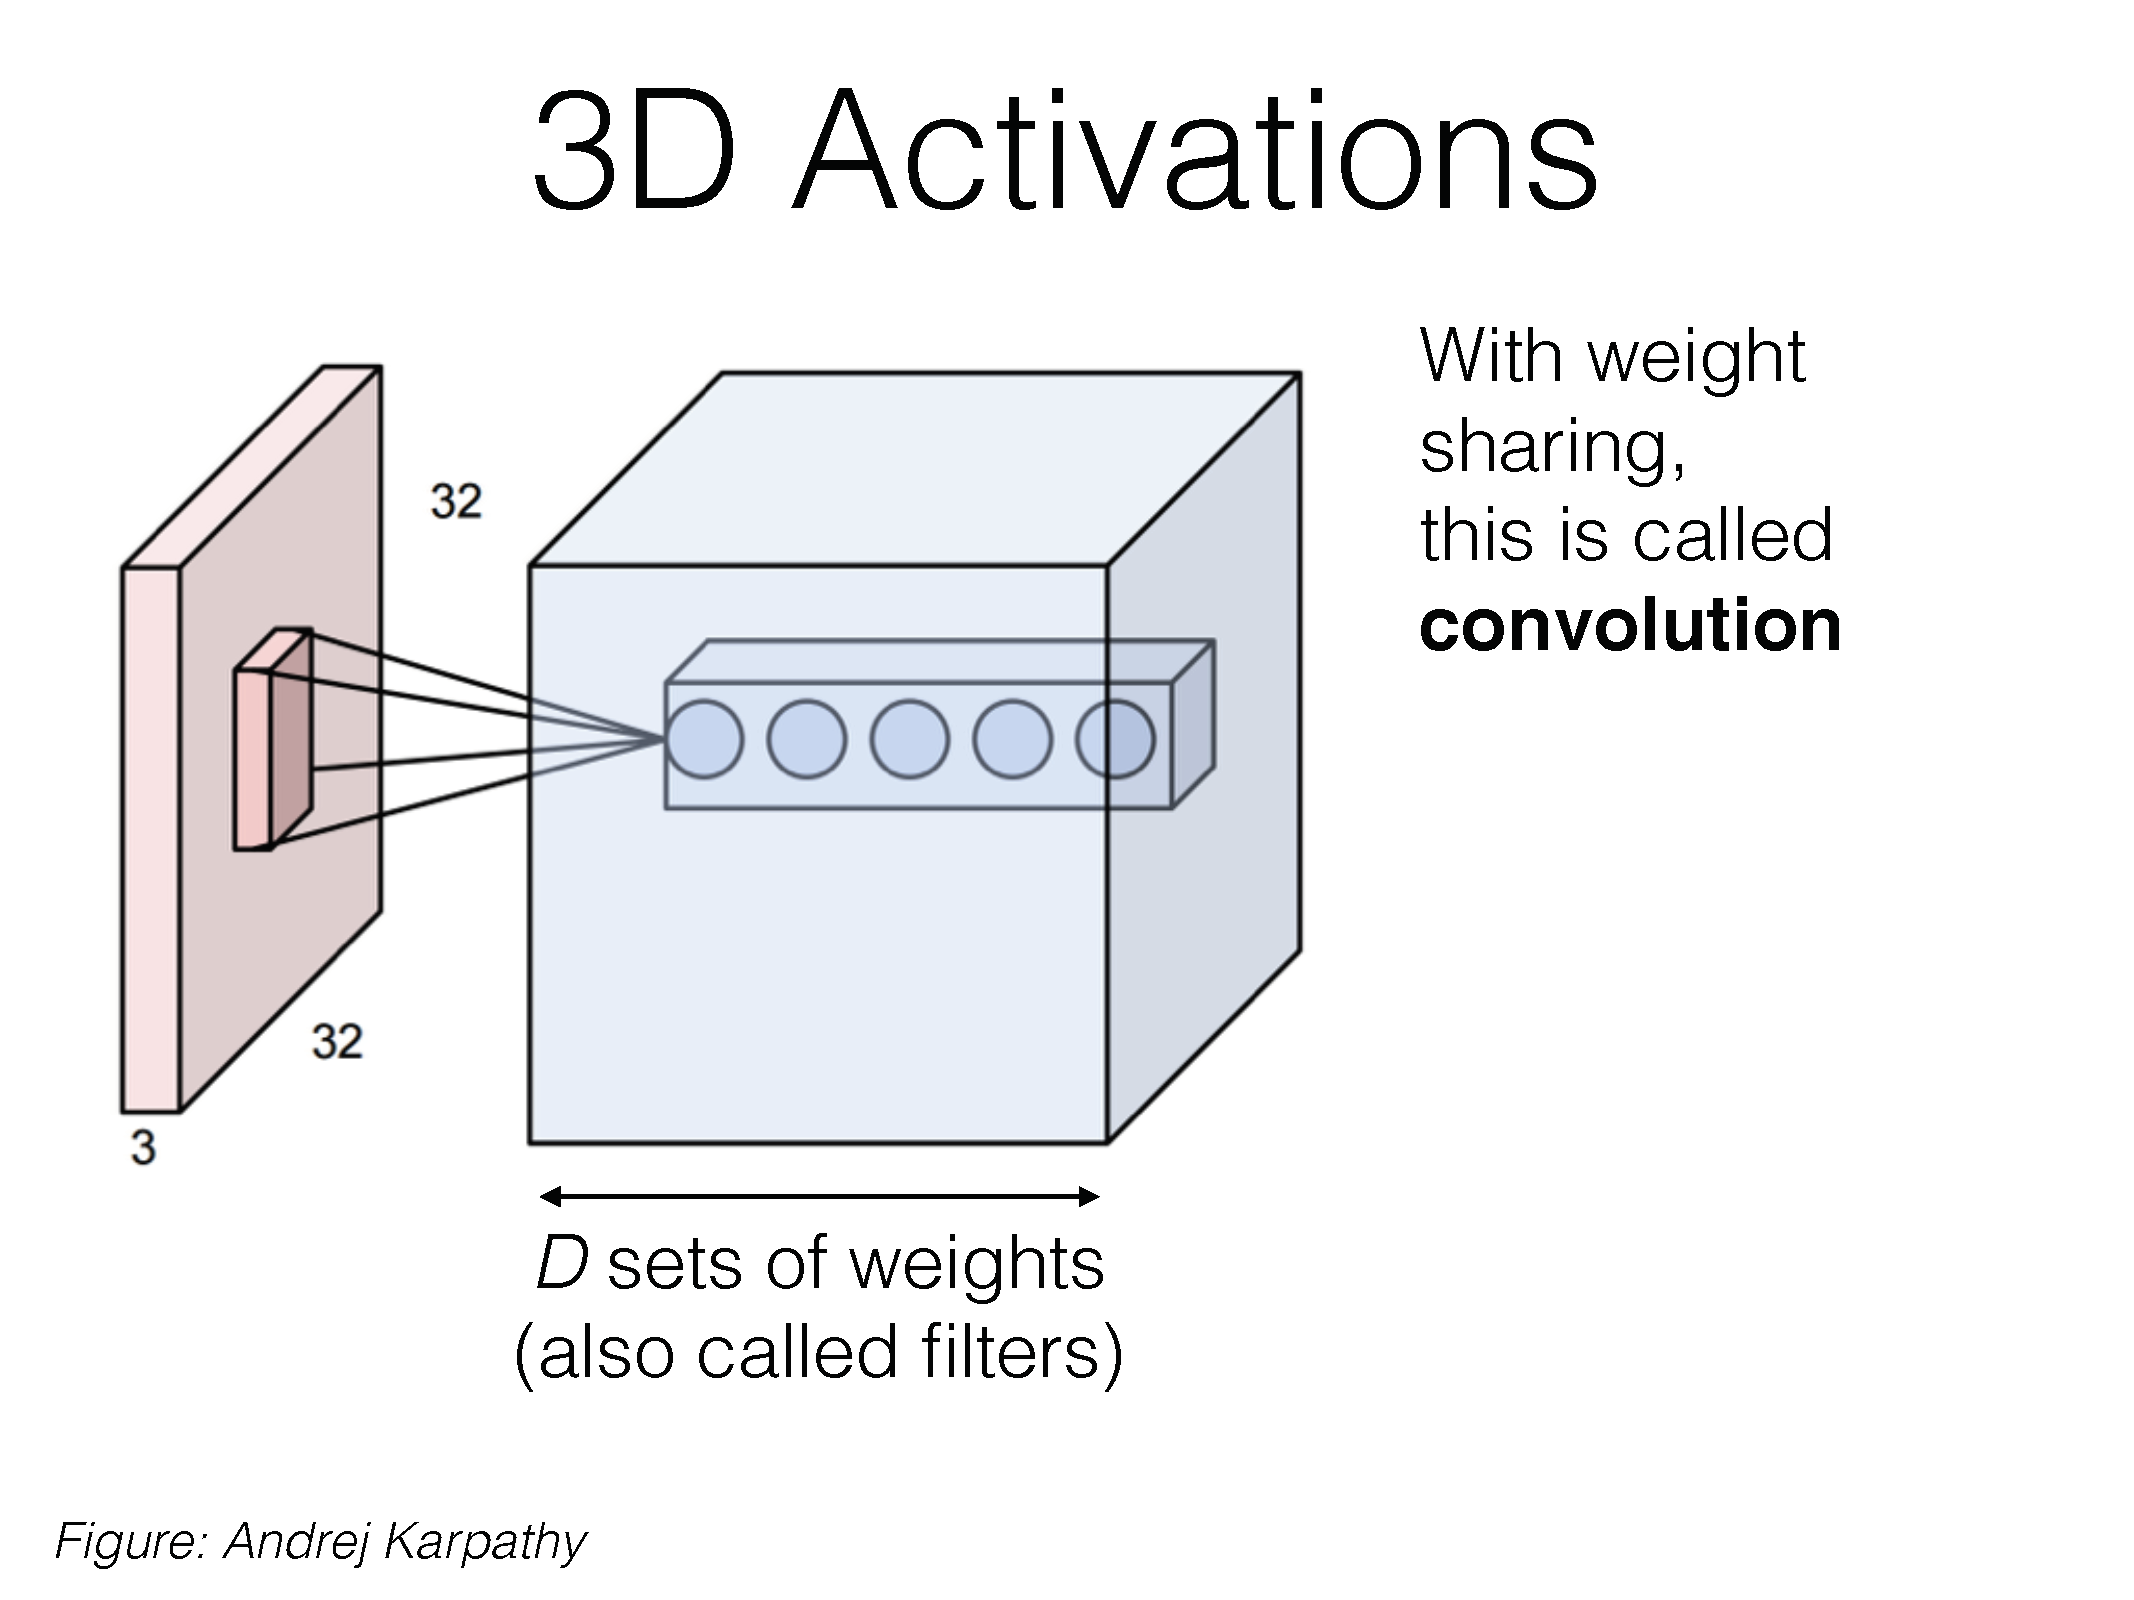 3D Activations
With weight
sharing,
this is called
convolution
32
32
3
D sets of weights
(also called filters)
Figure: Andrej Karpathy